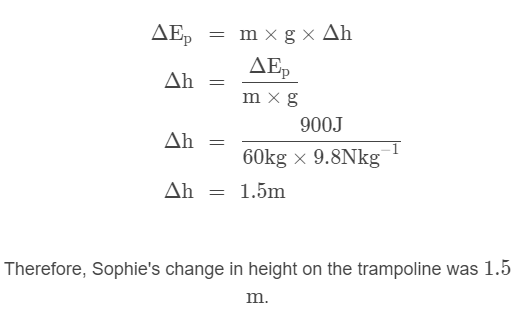 ΔEₚ = m × g × Δh
Δh = ΔEₚ / m × g
Δh = 900J / 60kg × 9.8Nkg⁻¹
Δh = 1.5m
Therefore, Sophie's change in height on the trampoline was 1.5
m.